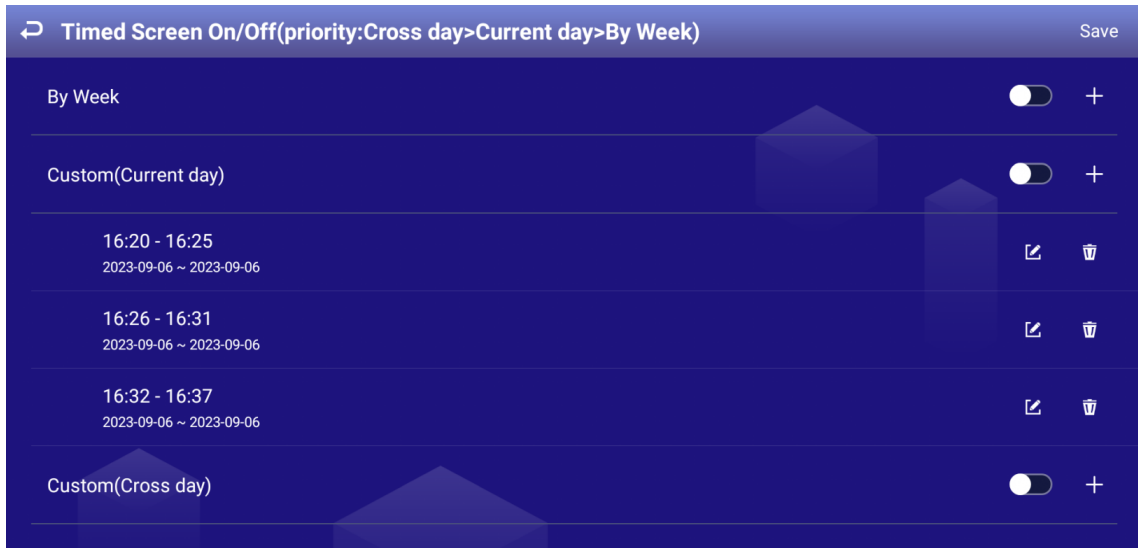 Timed Screen On/Off(priority:Cross day>Current day>By Week)
Save
By Week
Custom(Current day)
16:20 - 16:25
2023-09-06 ~ 2023-09-06
16:26 - 16:31
2023-09-06 ~ 2023-09-06
16:32 - 16:37
2023-09-06 ~ 2023-09-06
Custom(Cross day)